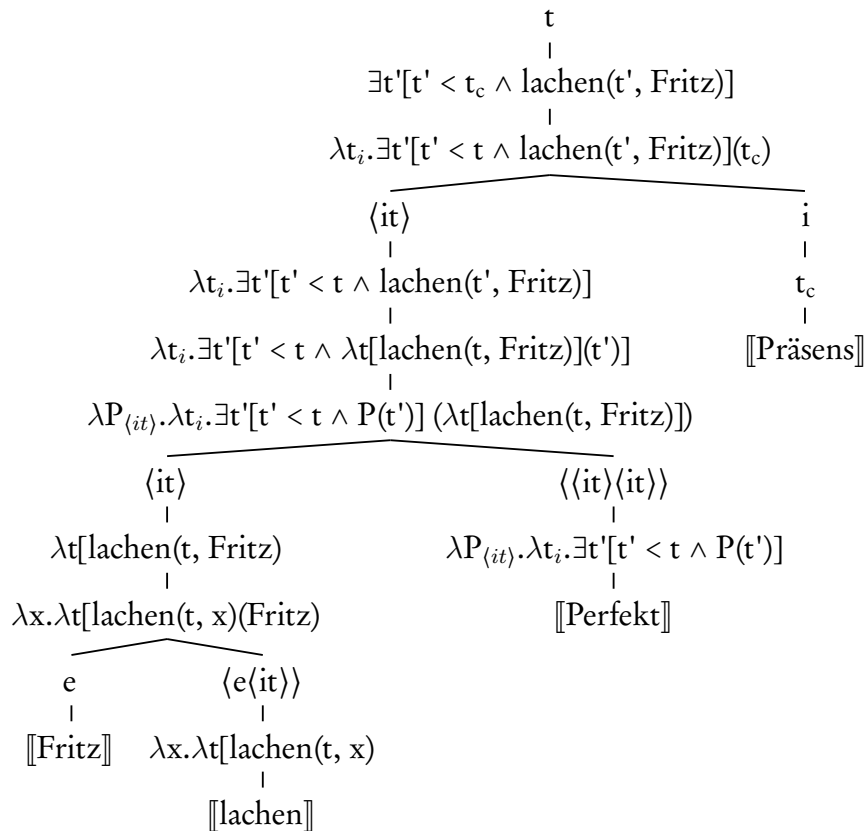 t
∃t'[t' < t_c ∧ lachen(t', Fritz)]
λt_i.∃t'[t' < t ∧ lachen(t', Fritz)](t_c)
⟨it⟩ i
λt_i.∃t'[t' < t ∧ lachen(t', Fritz)] t_c
λt_i.∃t'[t' < t ∧ λt[lachen(t, Fritz)](t')] ⟦Präsens⟧
λP_⟨it⟩.λt_i.∃t'[t' < t ∧ P(t')] (λt[lachen(t, Fritz)])
⟨it⟩ ⟨⟨it⟩⟨it⟩⟩
λt[lachen(t, Fritz) λP_⟨it⟩.λt_i.∃t'[t' < t ∧ P(t')]
λx.λt[lachen(t, x)(Fritz) ⟦Perfekt⟧
e ⟨e⟨it⟩⟩
⟦Fritz⟧ λx.λt[lachen(t, x)
⟦lachen⟧